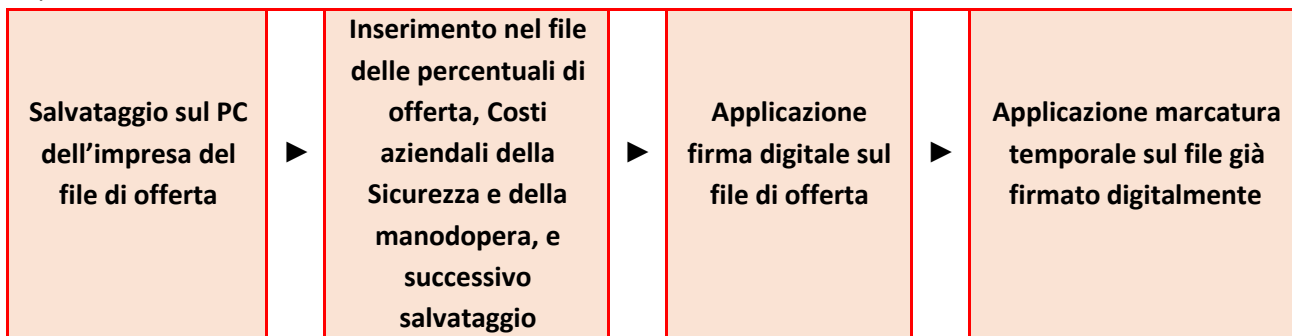 Salvataggio sul PC
dell'impresa del
file di offerta
►
Inserimento nel file
delle percentuali di
offerta, Costi
aziendali della
Sicurezza e della
manodopera, e
successivo
salvataggio
►
Applicazione
firma digitale sul
file di offerta
►
Applicazione marcatura
temporale sul file già
firmato digitalmente